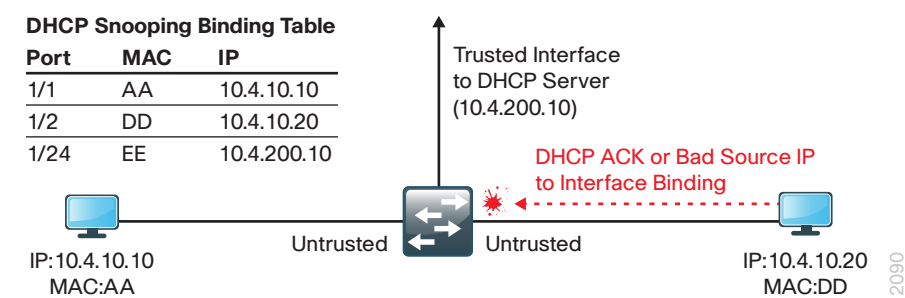 DHCP Snooping Binding Table
Port MAC IP
1/1 AA 10.4.10.10
1/2 DD 10.4.10.20
1/24 EE 10.4.200.10
Trusted Interface
to DHCP Server
(10.4.200.10)
DHCP ACK or Bad Source IP
to Interface Binding
Untrusted
Untrusted
IP:10.4.10.10
MAC:AA
IP:10.4.10.20
MAC:DD
2090